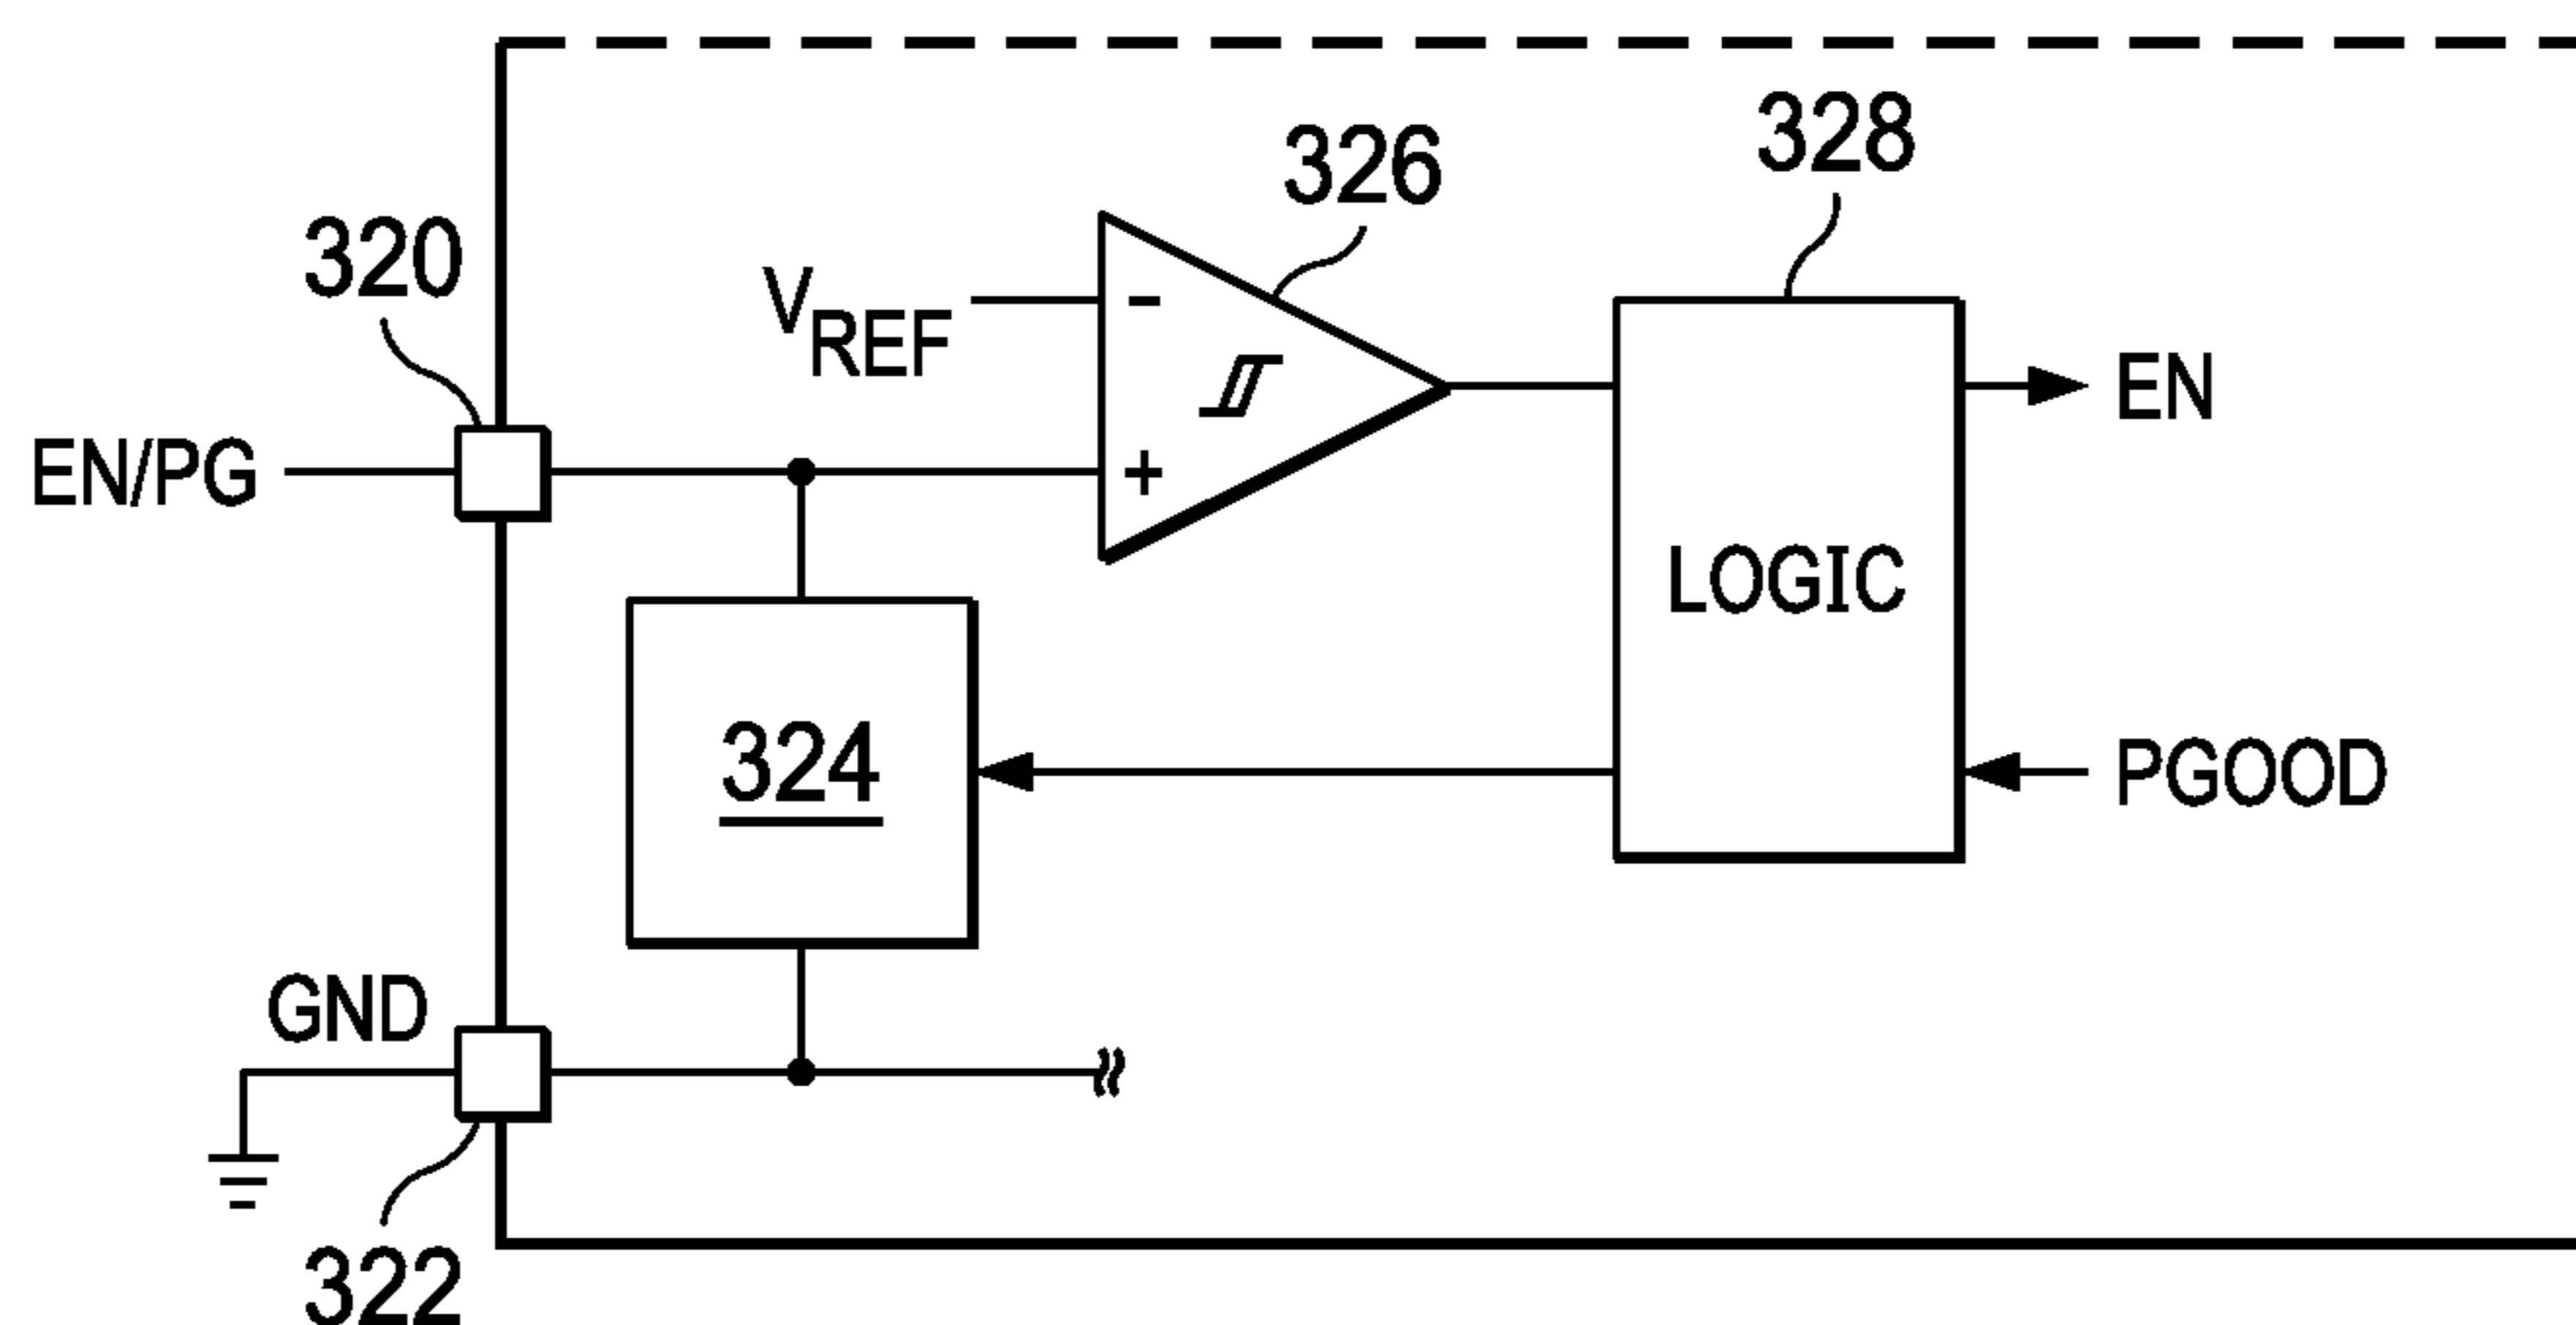 328
326
320
VREF
-
EN
EN/PG
+
LOGIC
324
PGOOD
GND
322